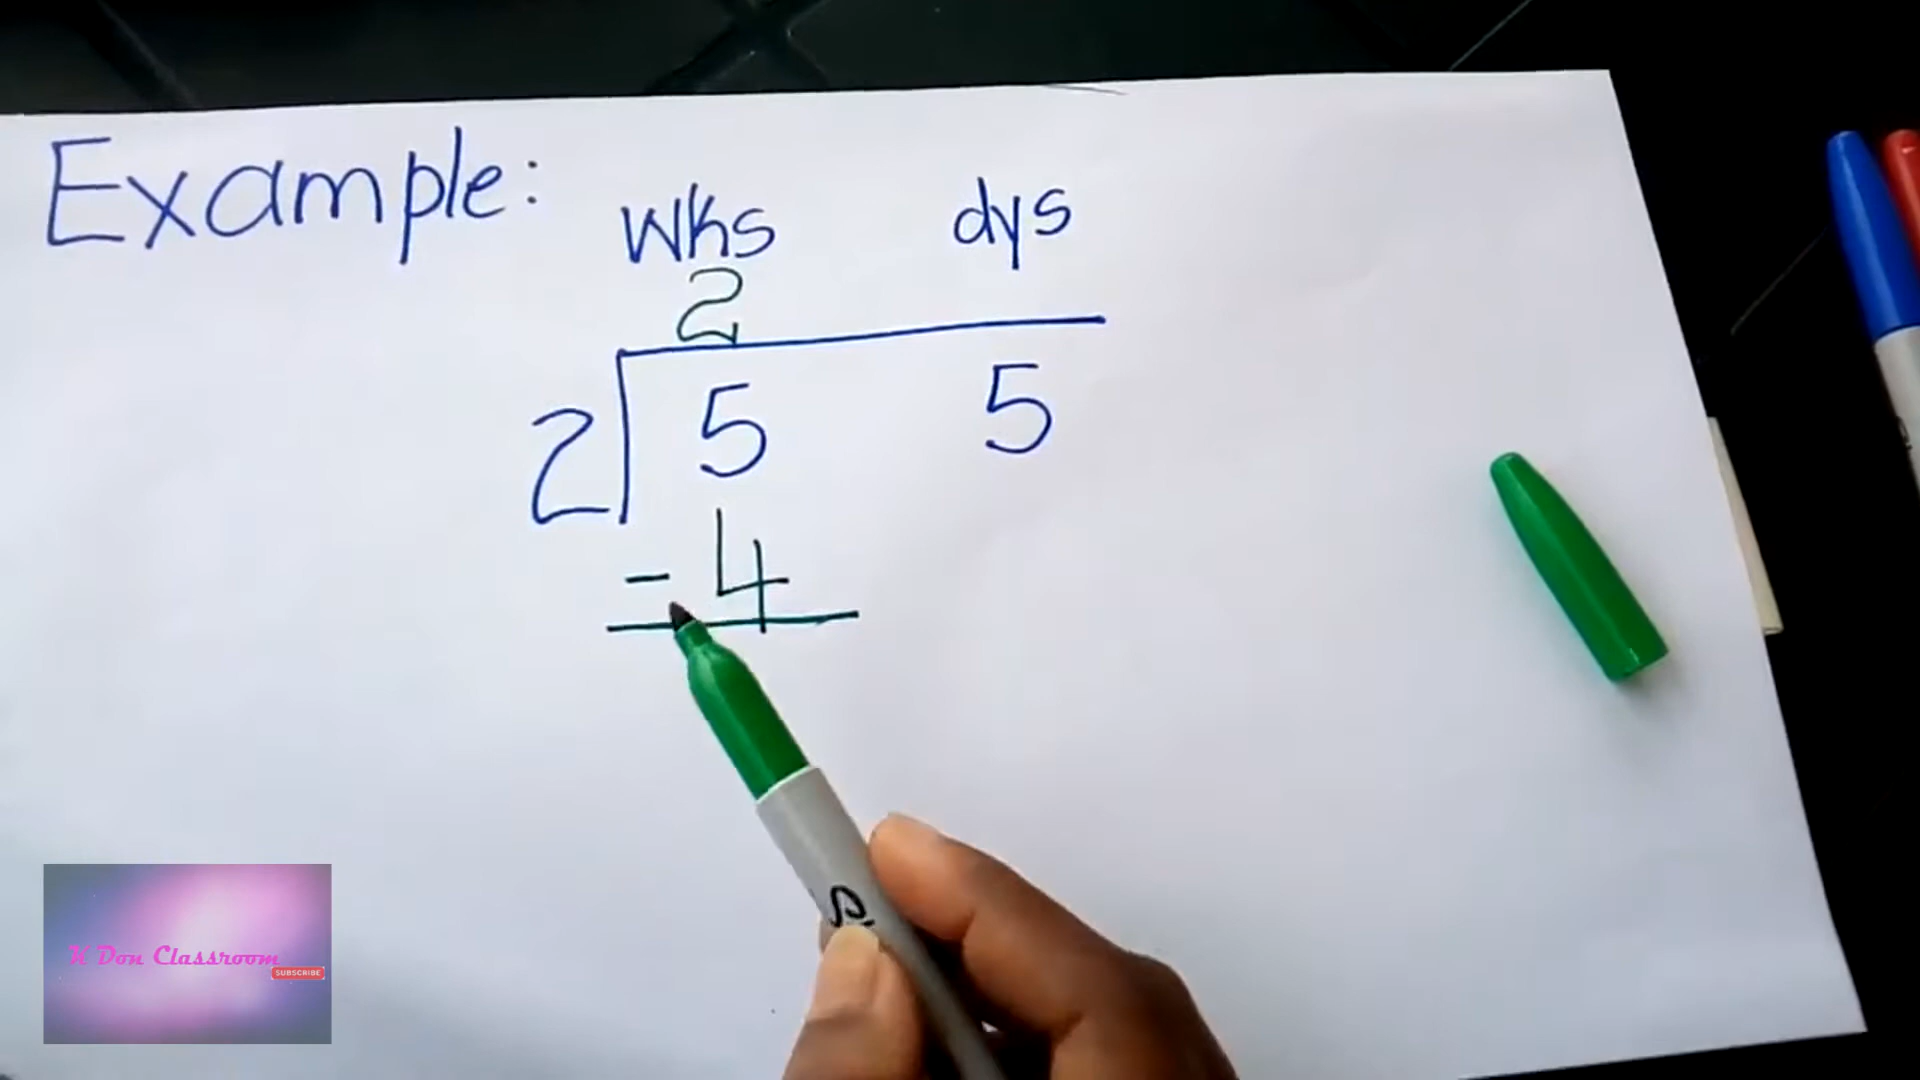 Example:
wks dys
2
2 5 5
- 4
S
K Don Classroom
SUBSCRIBE